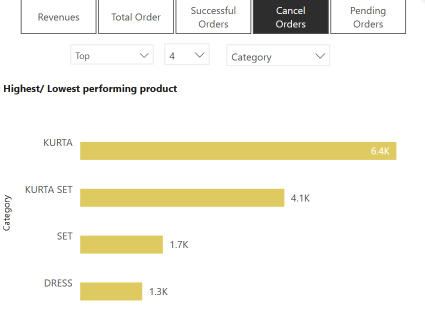 Revenues
Total Order
Successful
Orders
Cancel
Orders
Pending
Orders
Top
4
Category
Highest/ Lowest performing product
Category
KURTA
6.4K
KURTA SET
4.1K
SET
1.7K
DRESS
1.3K